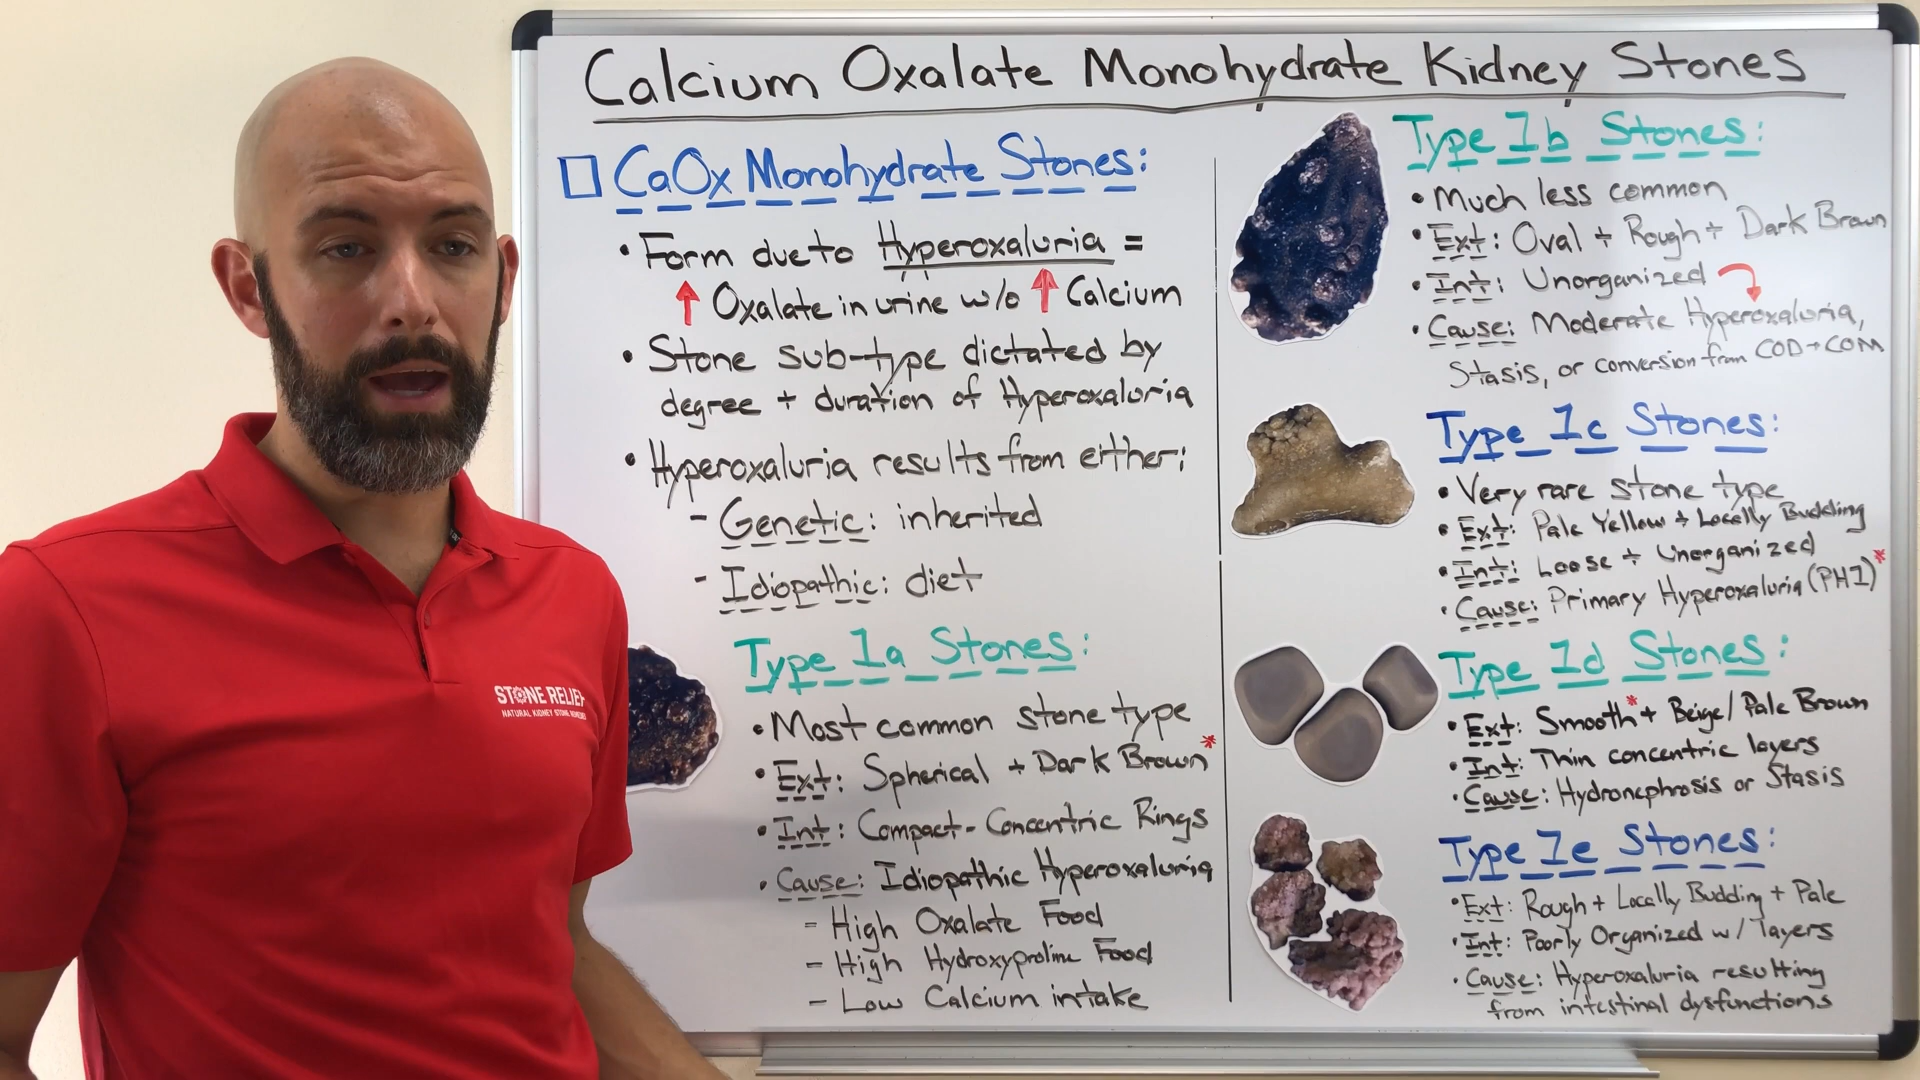 Calcium Oxalate Monohydrate Kidney Stones
CaOx Monohydrate Stones:
• Form due to Hyperoxaluria =
↑ Oxalate in urine w/o ↑ Calcium
• Stone sub-type dictated by
degree + duration of Hyperoxaluria
• Hyperoxaluria results from either:
- Genetic: inherited
- Idiopathic: diet
Type 1a Stones:
• Most common stone type
• Ext: Spherical + Dark Brown*
• Int: Compact-Concentric Rings
• Cause: Idiopathic Hyperoxaluria
- High Oxalate Food
- High Hydroxyproline Food
- Low Calcium intake
Type 1b Stones:
• Much less common
• Ext: Oval + Rough + Dark Brown
• Int: Unorganized
• Cause: Moderate Hyperoxaluria,
Stasis, or conversion from COD→COM
Type 1c Stones:
• Very rare stone type
• Ext: Pale Yellow + Locally Budding
• Int: Loose + Unorganized
• Cause: Primary Hyperoxaluria (PH1)*
Type 1d Stones:
• Ext: Smooth* + Beige/Pale Brown
• Int: Thin concentric layers
• Cause: Hydronephrosis or Stasis
Type 1e Stones:
• Ext: Rough + Locally Budding + Pale
• Int: Poorly Organized w/ layers
• Cause: Hyperoxaluria resulting
from intestinal dysfunctions
STONE RELIEF
NATURAL KIDNEY STONE REMEDIES